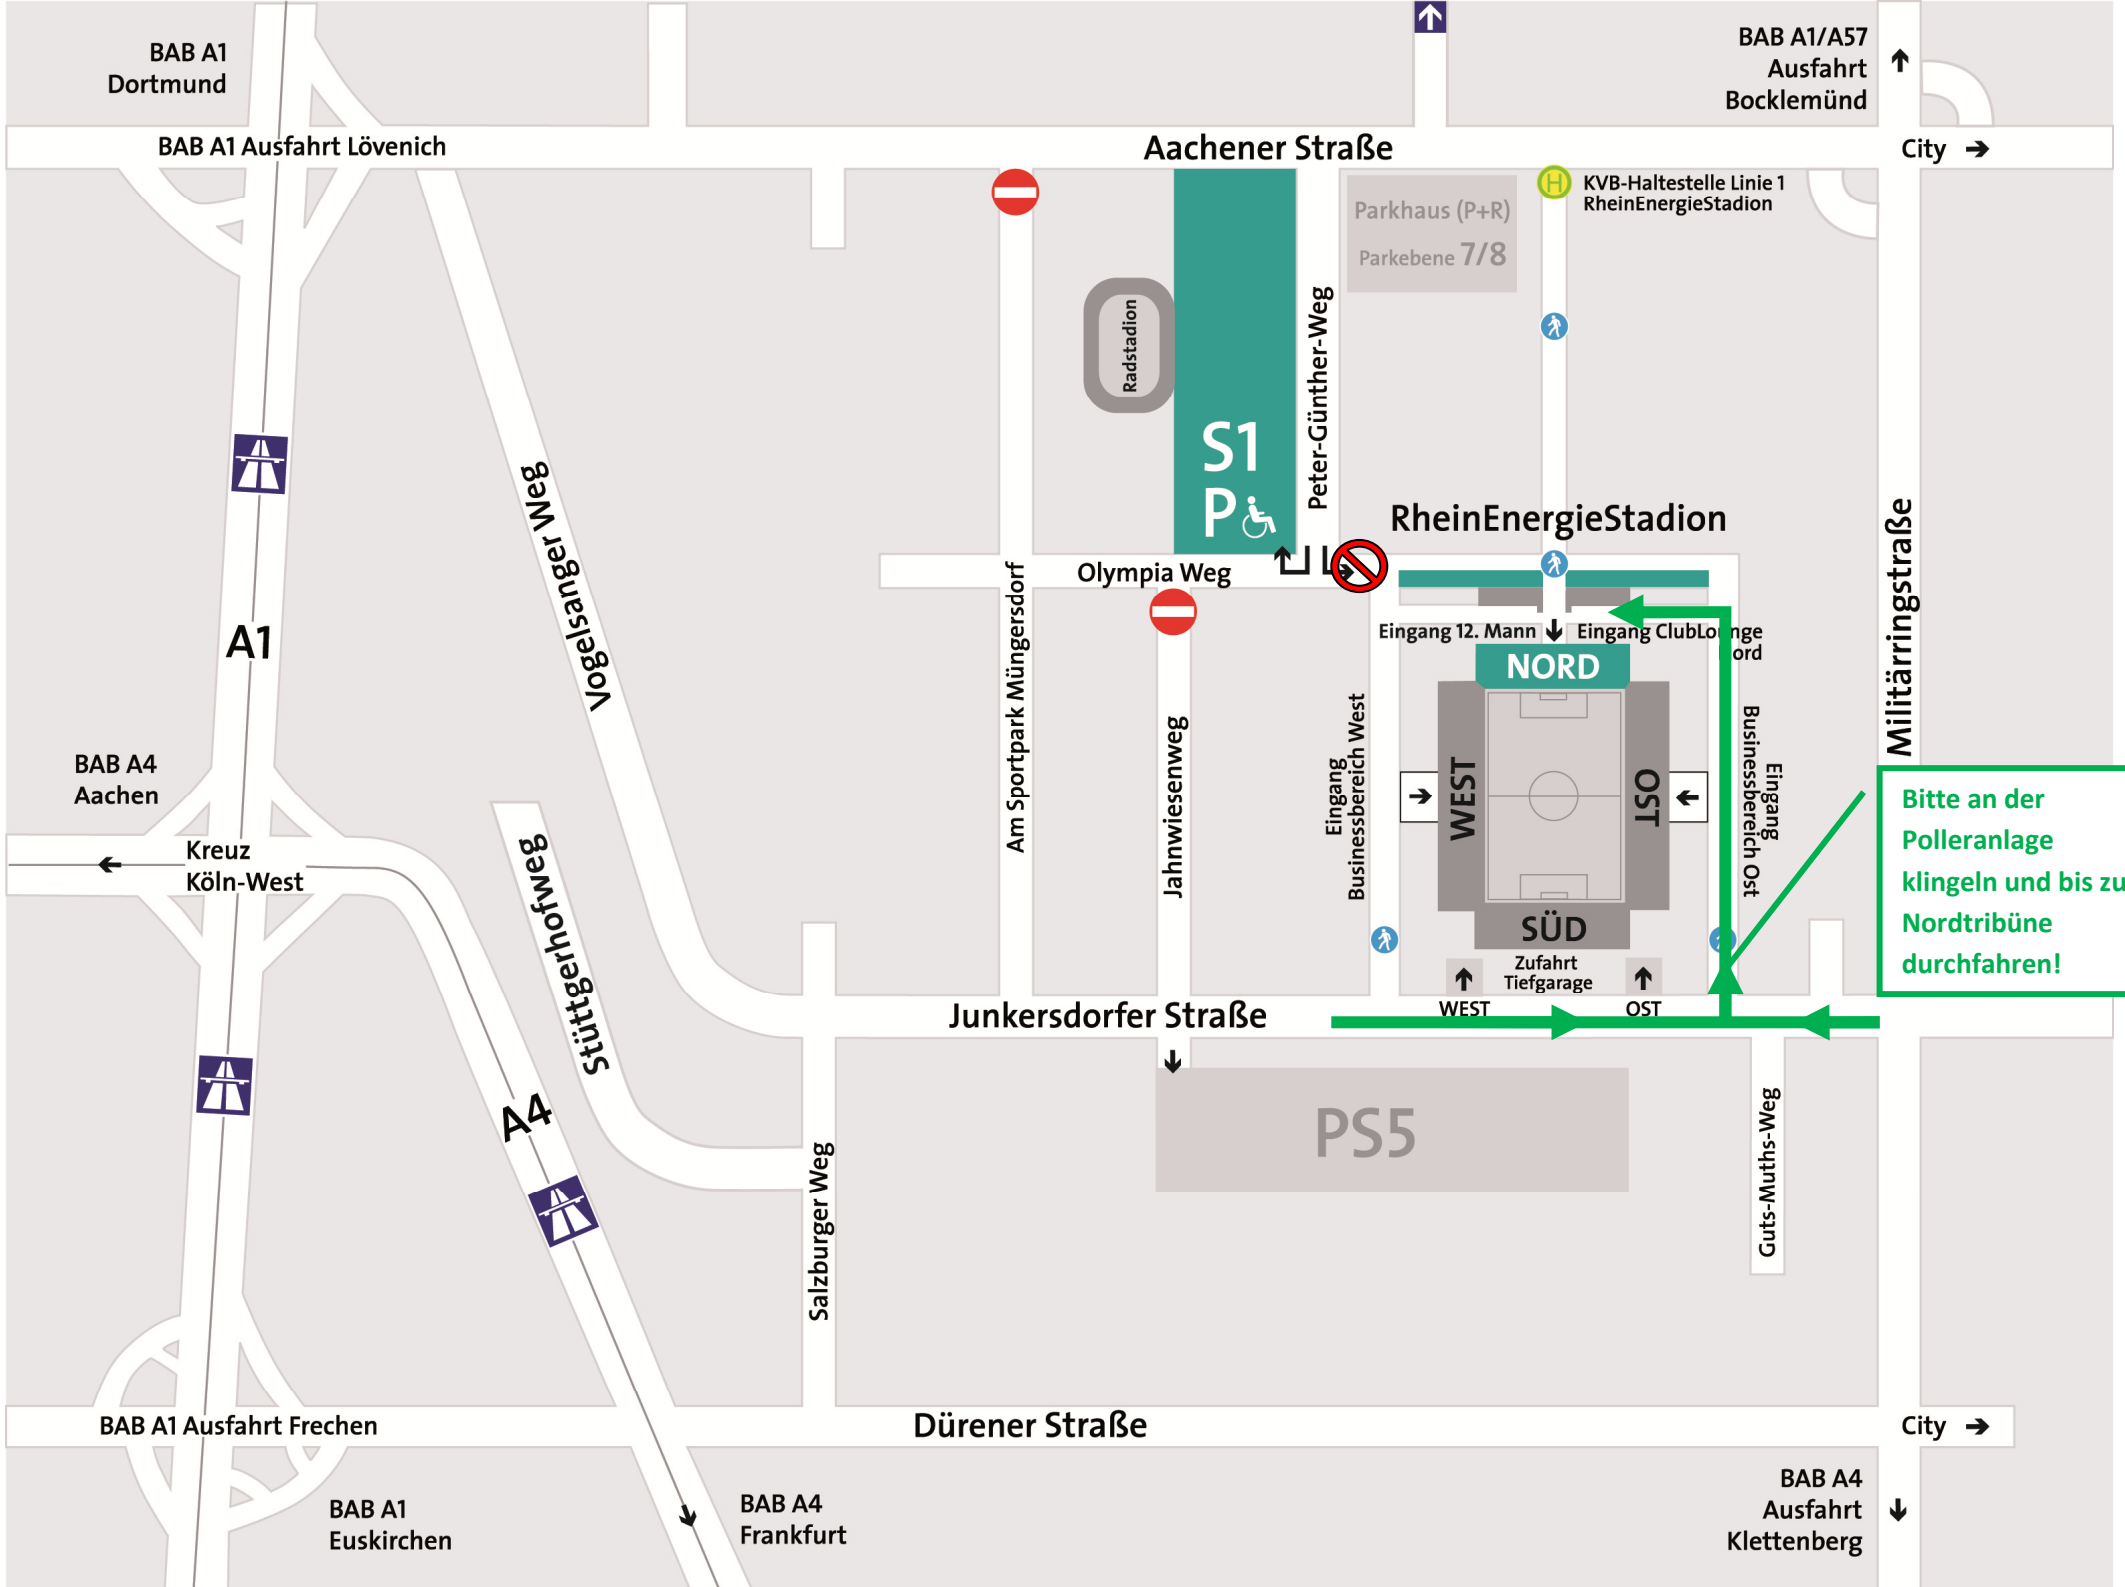 BAB A1
Dortmund
BAB A1/A57
Ausfahrt
Bocklemünd
BAB A1 Ausfahrt Lövenich
Aachener Straße
City
H
KVB-Haltestelle Linie 1
RheinEnergieStadion
Parkhaus (P+R)
Parkebene 7/8
Radstadion
S1
P
Peter-Günther-Weg
Vogelsanger Weg
RheinEnergieStadion
Militärringstraße
Olympia Weg
Am Sportpark Müngersdorf
A1
Eingang 12. Mann
Eingang ClubLounge
ord
NORD
Jahnwiesenweg
Eingang
Businessbereich West
WEST
OST
Eingang
Businessbereich Ost
BAB A4
Aachen
Bitte an der
Polleranlage
klingeln und bis zu
Nordtribüne
durchfahren!
Kreuz
Köln-West
Stüttgerhofweg
SÜD
Zufahrt
Tiefgarage
WEST
OST
Junkersdorfer Straße
A4
PS5
Salzburger Weg
Guts-Muths-Weg
BAB A1 Ausfahrt Frechen
Dürener Straße
City
BAB A1
Euskirchen
BAB A4
Frankfurt
BAB A4
Ausfahrt
Klettenberg